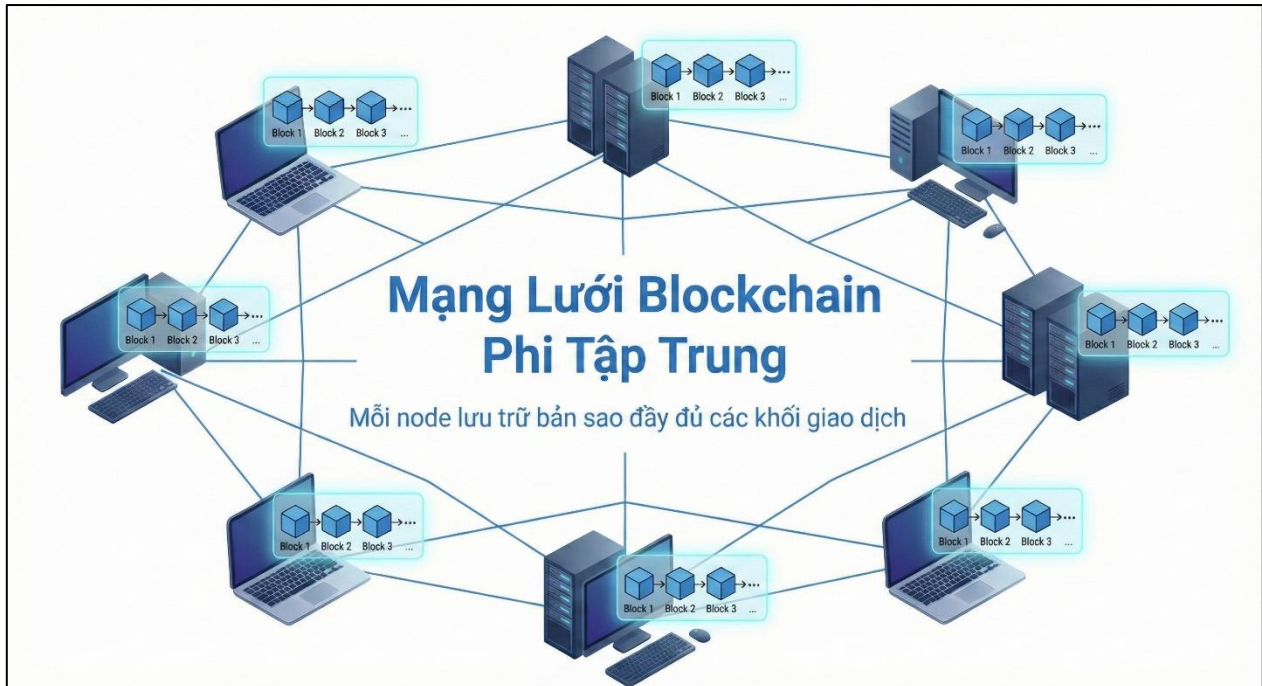 Block 1 Block 2 Block 3 ...
Block 1 Block 2 Block 3 ...
Block 1 Block 2 Block 3 ...
Block 1 Block 2 Block 3 ...
Mạng Lưới Blockchain
Phi Tập Trung
Mỗi node lưu trữ bản sao đầy đủ các khối giao dịch
Block 1 Block 2 Block 3 ...
Block 1 Block 2 Block 3 ...
Block 1 Block 2 Block 3 ...
Block 1 Block 2 Block 3 ...